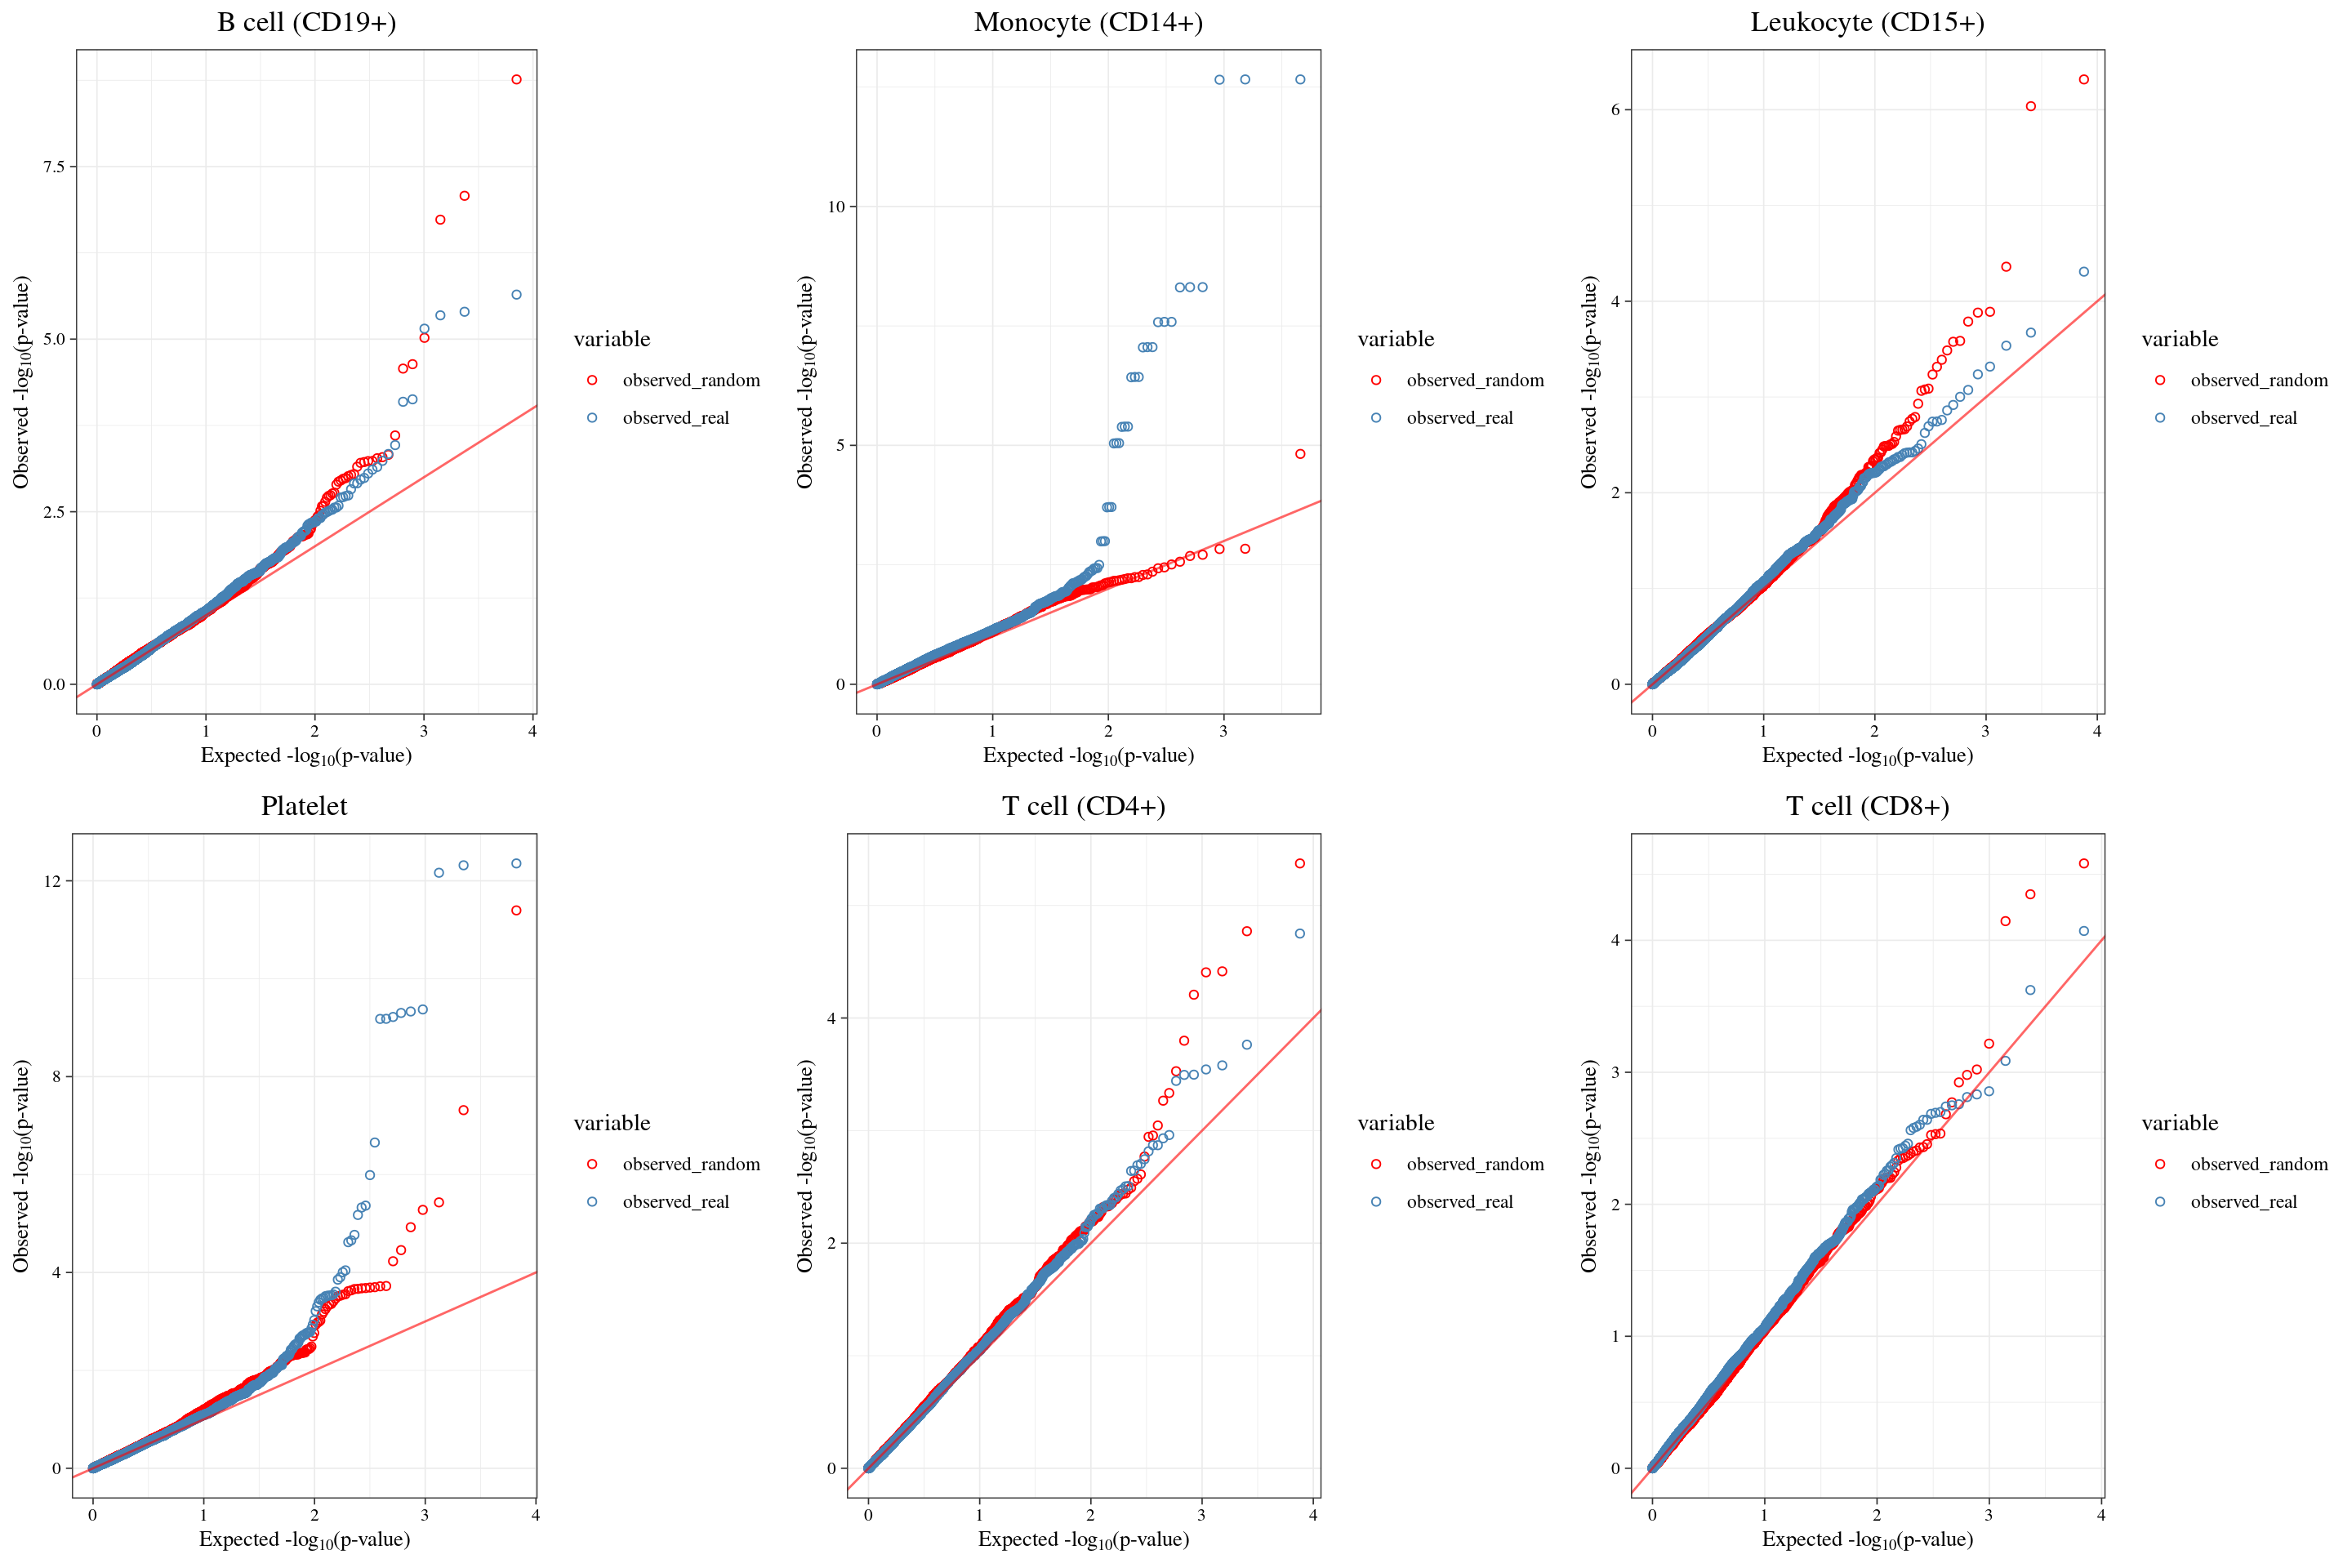 B cell (CD19+)
Observed -log10(p-value)
7.5
5.0
2.5
0.0
0 1 2 3 4
Expected -log10(p-value)
variable
observed_random
observed_real
Monocyte (CD14+)
Observed -log10(p-value)
10
5
0
0 1 2 3
Expected -log10(p-value)
variable
observed_random
observed_real
Leukocyte (CD15+)
Observed -log10(p-value)
6
4
2
0
0 1 2 3 4
Expected -log10(p-value)
variable
observed_random
observed_real
Platelet
Observed -log10(p-value)
12
8
4
0
0 1 2 3 4
Expected -log10(p-value)
variable
observed_random
observed_real
T cell (CD4+)
Observed -log10(p-value)
4
2
0
0 1 2 3 4
Expected -log10(p-value)
variable
observed_random
observed_real
T cell (CD8+)
Observed -log10(p-value)
4
3
2
1
0
0 1 2 3 4
Expected -log10(p-value)
variable
observed_random
observed_real